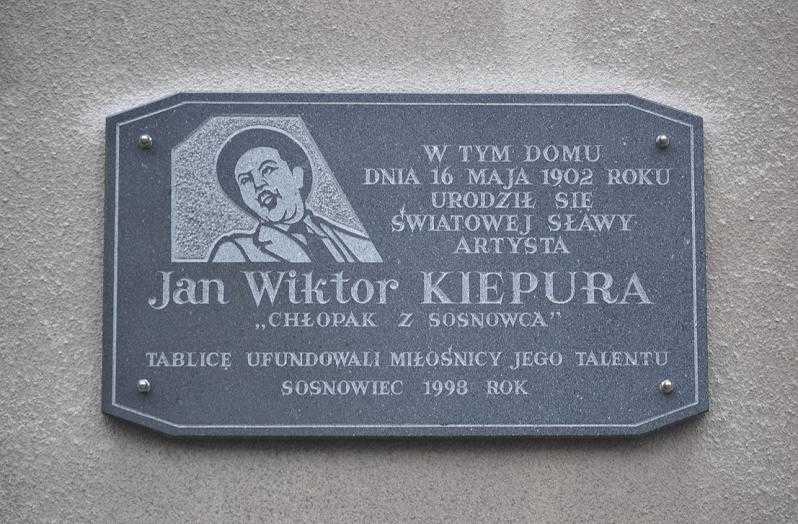 W TYM DOMU
DNIA 16 MAJA 1902 ROKU
URODZIŁ SIĘ
ŚWIATOWEJ SŁAWY
ARTYSTA
Jan Wiktor KIEPURA
„CHŁOPAK Z SOSNOWCA”
TABLICĘ UFUNDOWALI MIŁOŚNICY JEGO TALENTU
SOSNOWIEC 1998 ROK